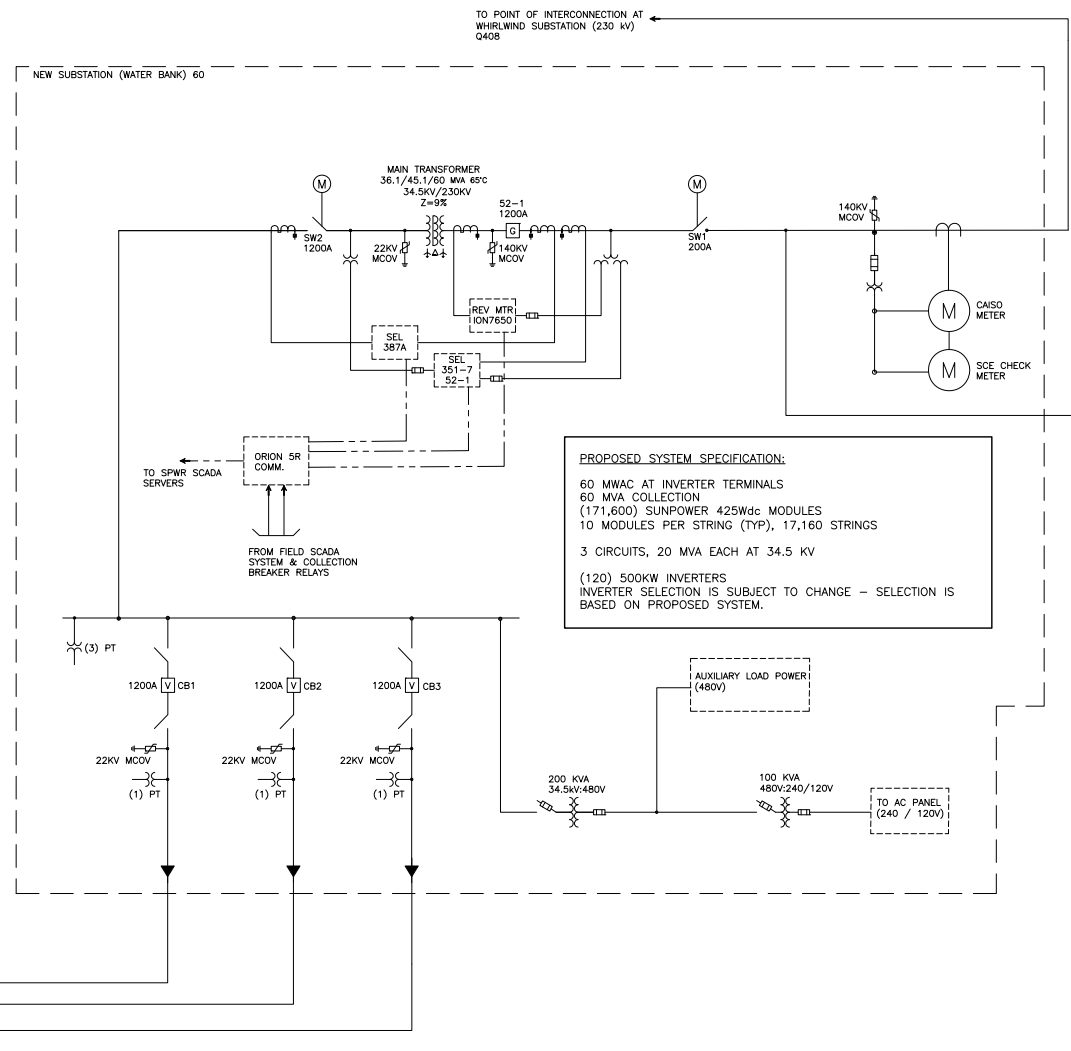 TO POINT OF INTERCONNECTION AT
WHIRLWIND SUBSTATION (230 kV)
Q408
NEW SUBSTATION (WATER BANK) 60
M
MAIN TRANSFORMER
36.1/45.1/60 MVA 65°C
34.5KV/230KV
Z=9%
52-1
1200A
G
M
SW2
1200A
22KV
MCOV
140KV
MCOV
SW1
200A
140KV
MCOV
REV MTR
ION7650
SEL
387A
SEL
351-7
52-1
M
CAISO
METER
M
SCE CHECK
METER
ORION 5R
COMM.
TO SPWR SCADA
SERVERS
FROM FIELD SCADA
SYSTEM & COLLECTION
BREAKER RELAYS
PROPOSED SYSTEM SPECIFICATION:
60 MWAC AT INVERTER TERMINALS
60 MVA COLLECTION
(171,600) SUNPOWER 425Wdc MODULES
10 MODULES PER STRING (TYP), 17,160 STRINGS
3 CIRCUITS, 20 MVA EACH AT 34.5 KV
(120) 500KW INVERTERS
INVERTER SELECTION IS SUBJECT TO CHANGE – SELECTION IS
BASED ON PROPOSED SYSTEM.
(3) PT
1200A V CB1
1200A V CB2
1200A V CB3
22KV MCOV
22KV MCOV
22KV MCOV
(1) PT
(1) PT
(1) PT
AUXILIARY LOAD POWER
(480V)
200 KVA
34.5kV:480V
100 KVA
480V:240/120V
TO AC PANEL
(240 / 120V)